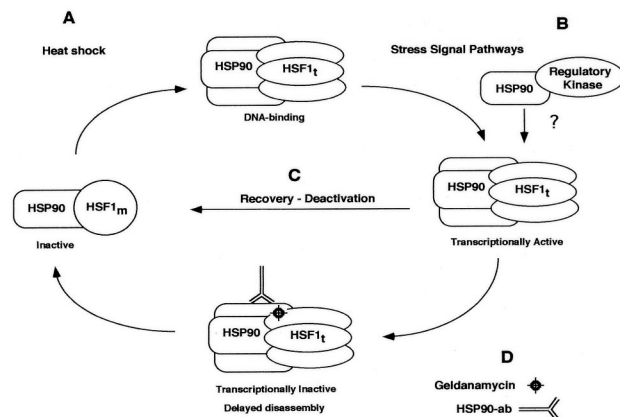 A
B
Heat shock
Stress Signal Pathways
HSP90
HSF1t
DNA-binding
HSP90
Regulatory
Kinase
?
HSP90
HSF1m
Inactive
C
Recovery - Deactivation
HSP90
HSF1t
Transcriptionally Active
HSP90
HSF1t
Transcriptionally Inactive
Delayed disassembly
D
Geldanamycin
HSP90-ab